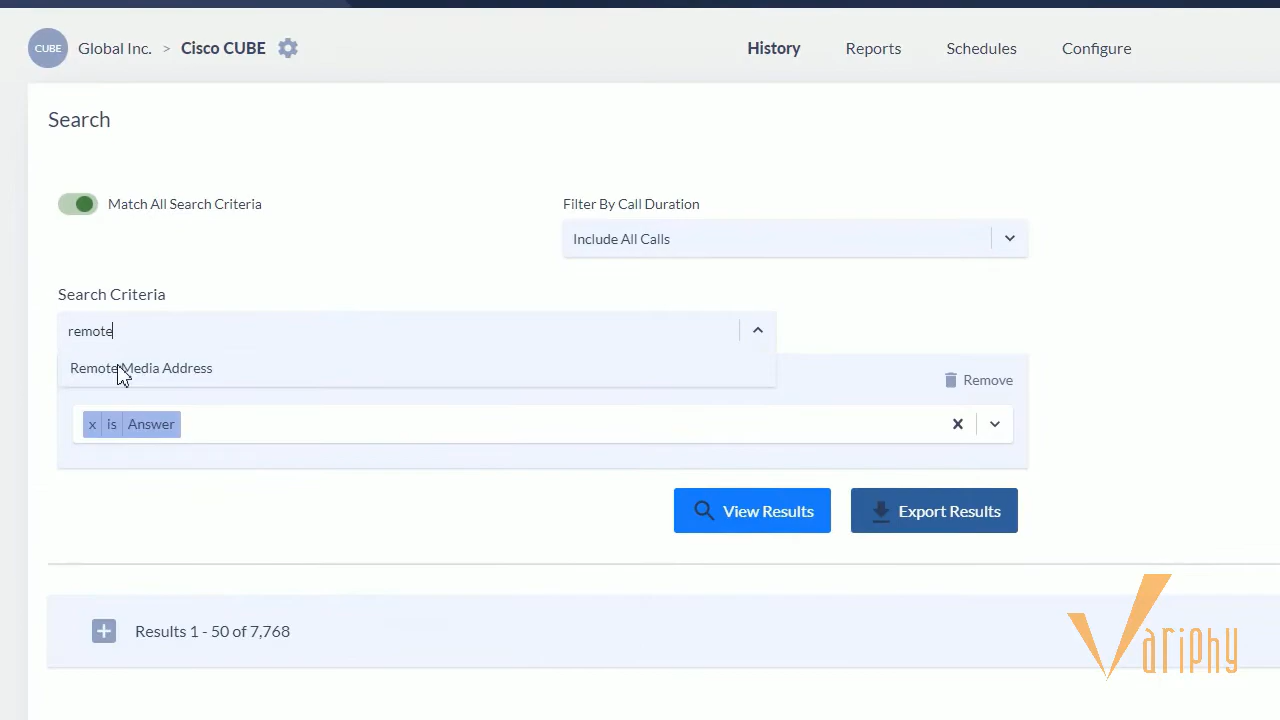 CUBE Global Inc. > Cisco CUBE
History Reports Schedules Configure
Search
Match All Search Criteria
Filter By Call Duration
Include All Calls
Search Criteria
remote
Remote Media Address
Remove
x is Answer
View Results
Export Results
Results 1 - 50 of 7,768
Variphy